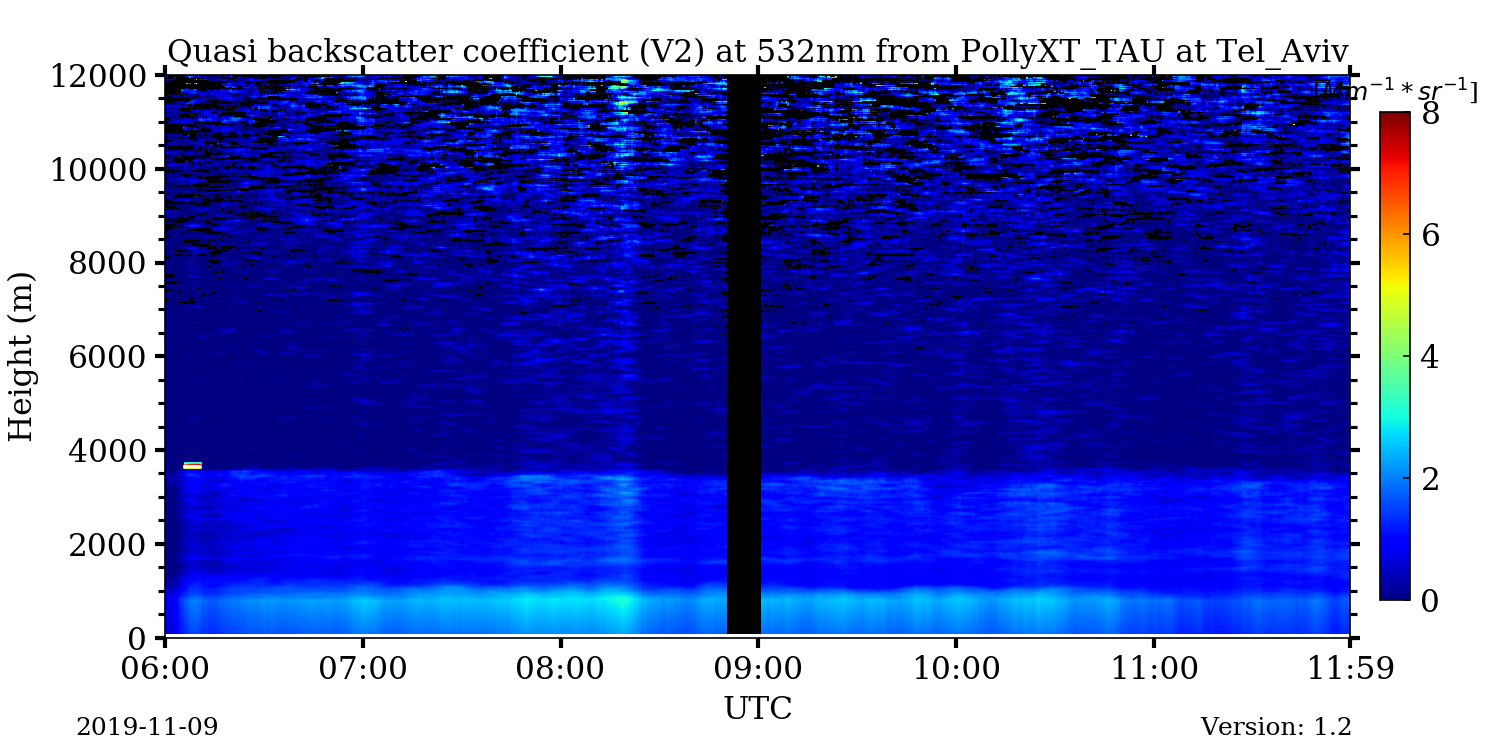 Quasi backscatter coefficient (V2) at 532nm from PollyXT_TAU at Tel_Aviv
[Mm⁻¹ * sr⁻¹]
12000
10000
8000
6000
4000
2000
0
Height (m)
8
6
4
2
0
06:00 07:00 08:00 09:00 10:00 11:00 11:59
UTC
2019-11-09
Version: 1.2